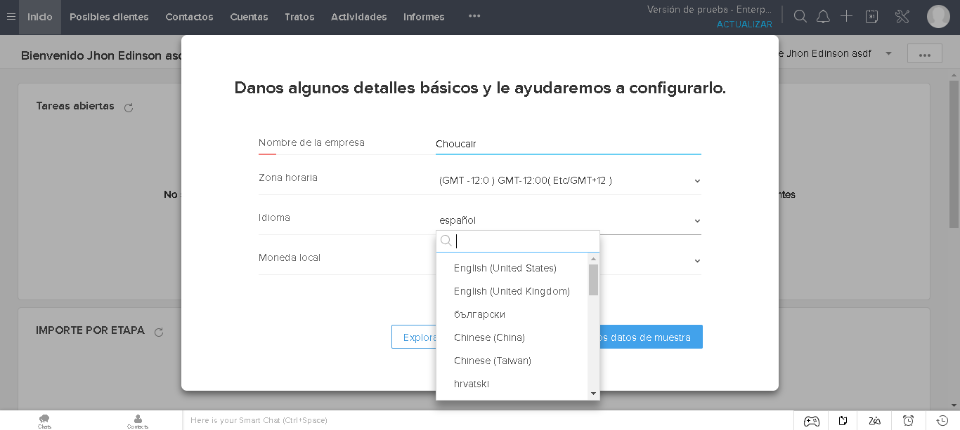 Inicio Posibles clientes Contactos Cuentas Tratos Actividades Informes
Versión de prueba - Enterp...
ACTUALIZAR
Bienvenido Jhon Edinson asd
Jhon Edinson asdf
Tareas abiertas
Danos algunos detalles básicos y le ayudaremos a configurarlo.
Nombre de la empresa Choucair
Zona horaria (GMT -12:0 ) GMT-12:00( Etc/GMT+12 )
No
Idioma español
English (United States)
Moneda local
English (United Kingdom)
български
IMPORTE POR ETAPA
Chinese (China)
Explora
os datos de muestra
Chinese (Taiwan)
hrvatski
Chats Contacts Here is your Smart Chat (Ctrl+Space)